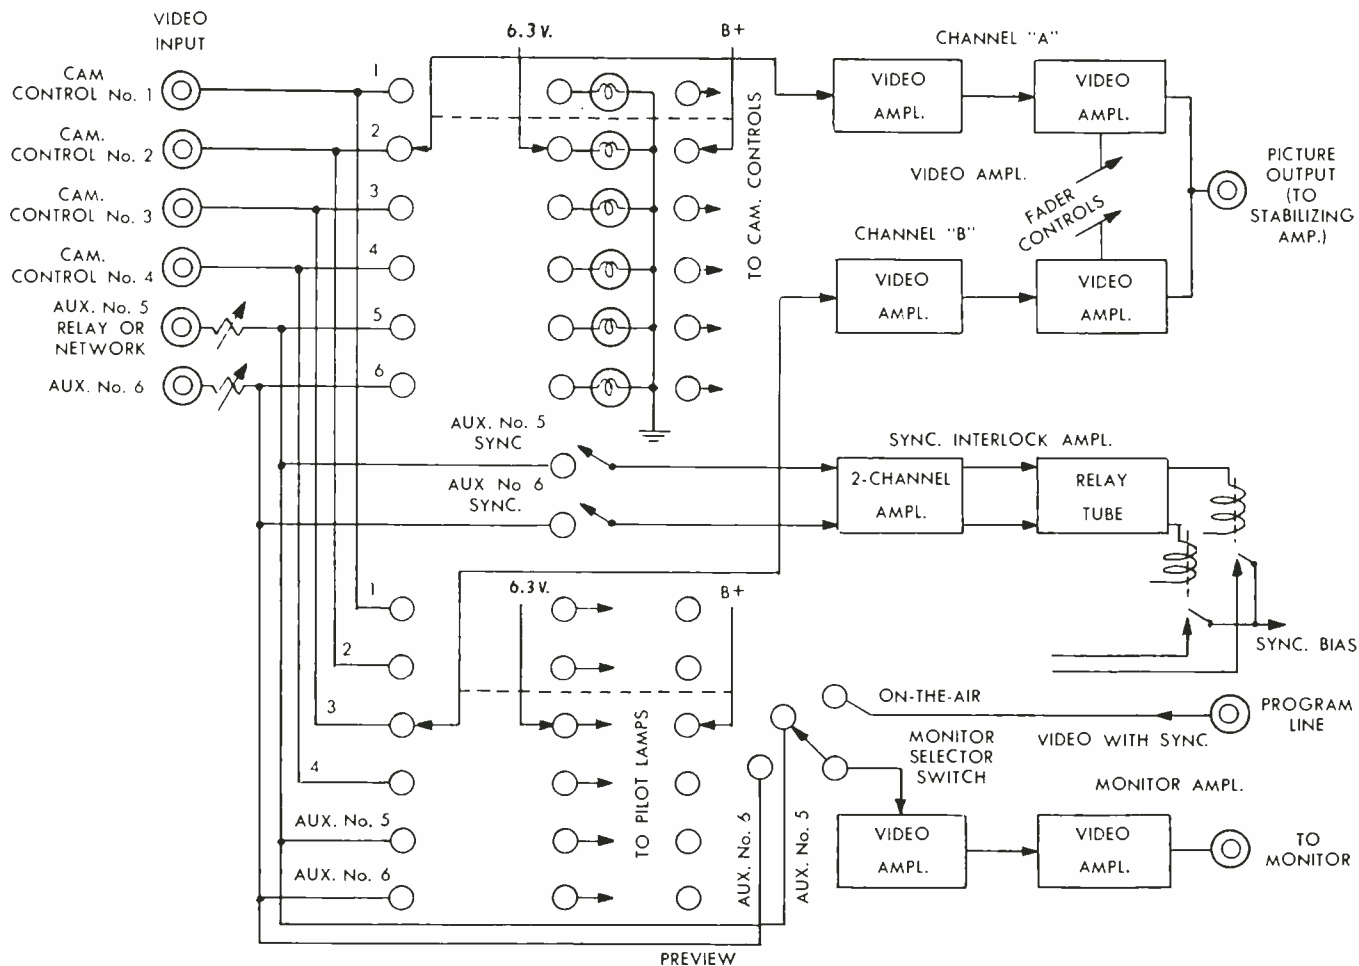 VIDEO
INPUT
CAM
CONTROL No. 1
CAM.
CONTROL No. 2
CAM.
CONTROL No. 3
CAM.
CONTROL No. 4
AUX. No. 5
RELAY OR
NETWORK
AUX. No. 6
1
2
3
4
5
6
6.3 V.
B+
TO CAM. CONTROLS
CHANNEL "A"
VIDEO
AMPL.
VIDEO
AMPL.
VIDEO AMPL.
FADER
CONTROLS
CHANNEL "B"
VIDEO
AMPL.
VIDEO
AMPL.
PICTURE
OUTPUT
(TO
STABILIZING
AMP.)
AUX. No. 5
SYNC
AUX No 6
SYNC.
SYNC. INTERLOCK AMPL.
2-CHANNEL
AMPL.
RELAY
TUBE
SYNC. BIAS
1
2
3
4
AUX. No. 5
AUX. No. 6
6.3 V.
B+
TO PILOT LAMPS
AUX. No. 6
AUX. No. 5
PREVIEW
ON-THE-AIR
MONITOR
SELECTOR
SWITCH
VIDEO WITH SYNC.
PROGRAM
LINE
MONITOR AMPL.
VIDEO
AMPL.
VIDEO
AMPL.
TO
MONITOR